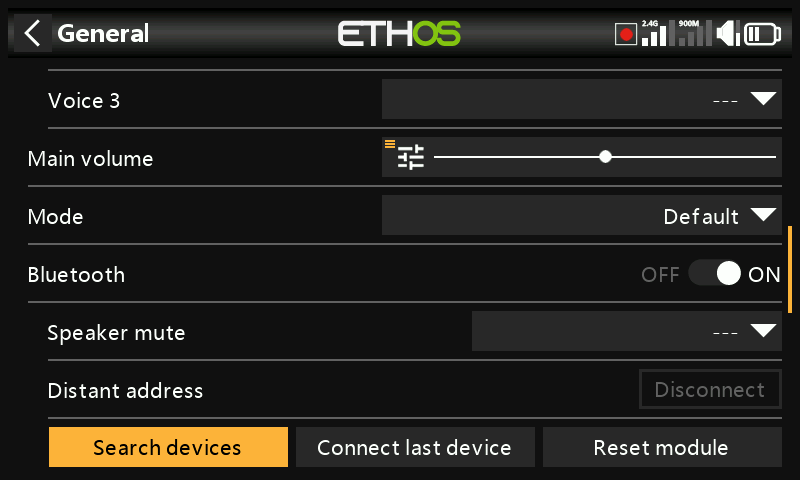 General
ETHOS
2.4G
900M
Voice 3
---
Main volume
Mode
Default
Bluetooth
OFF
ON
Speaker mute
---
Distant address
Disconnect
Search devices
Connect last device
Reset module